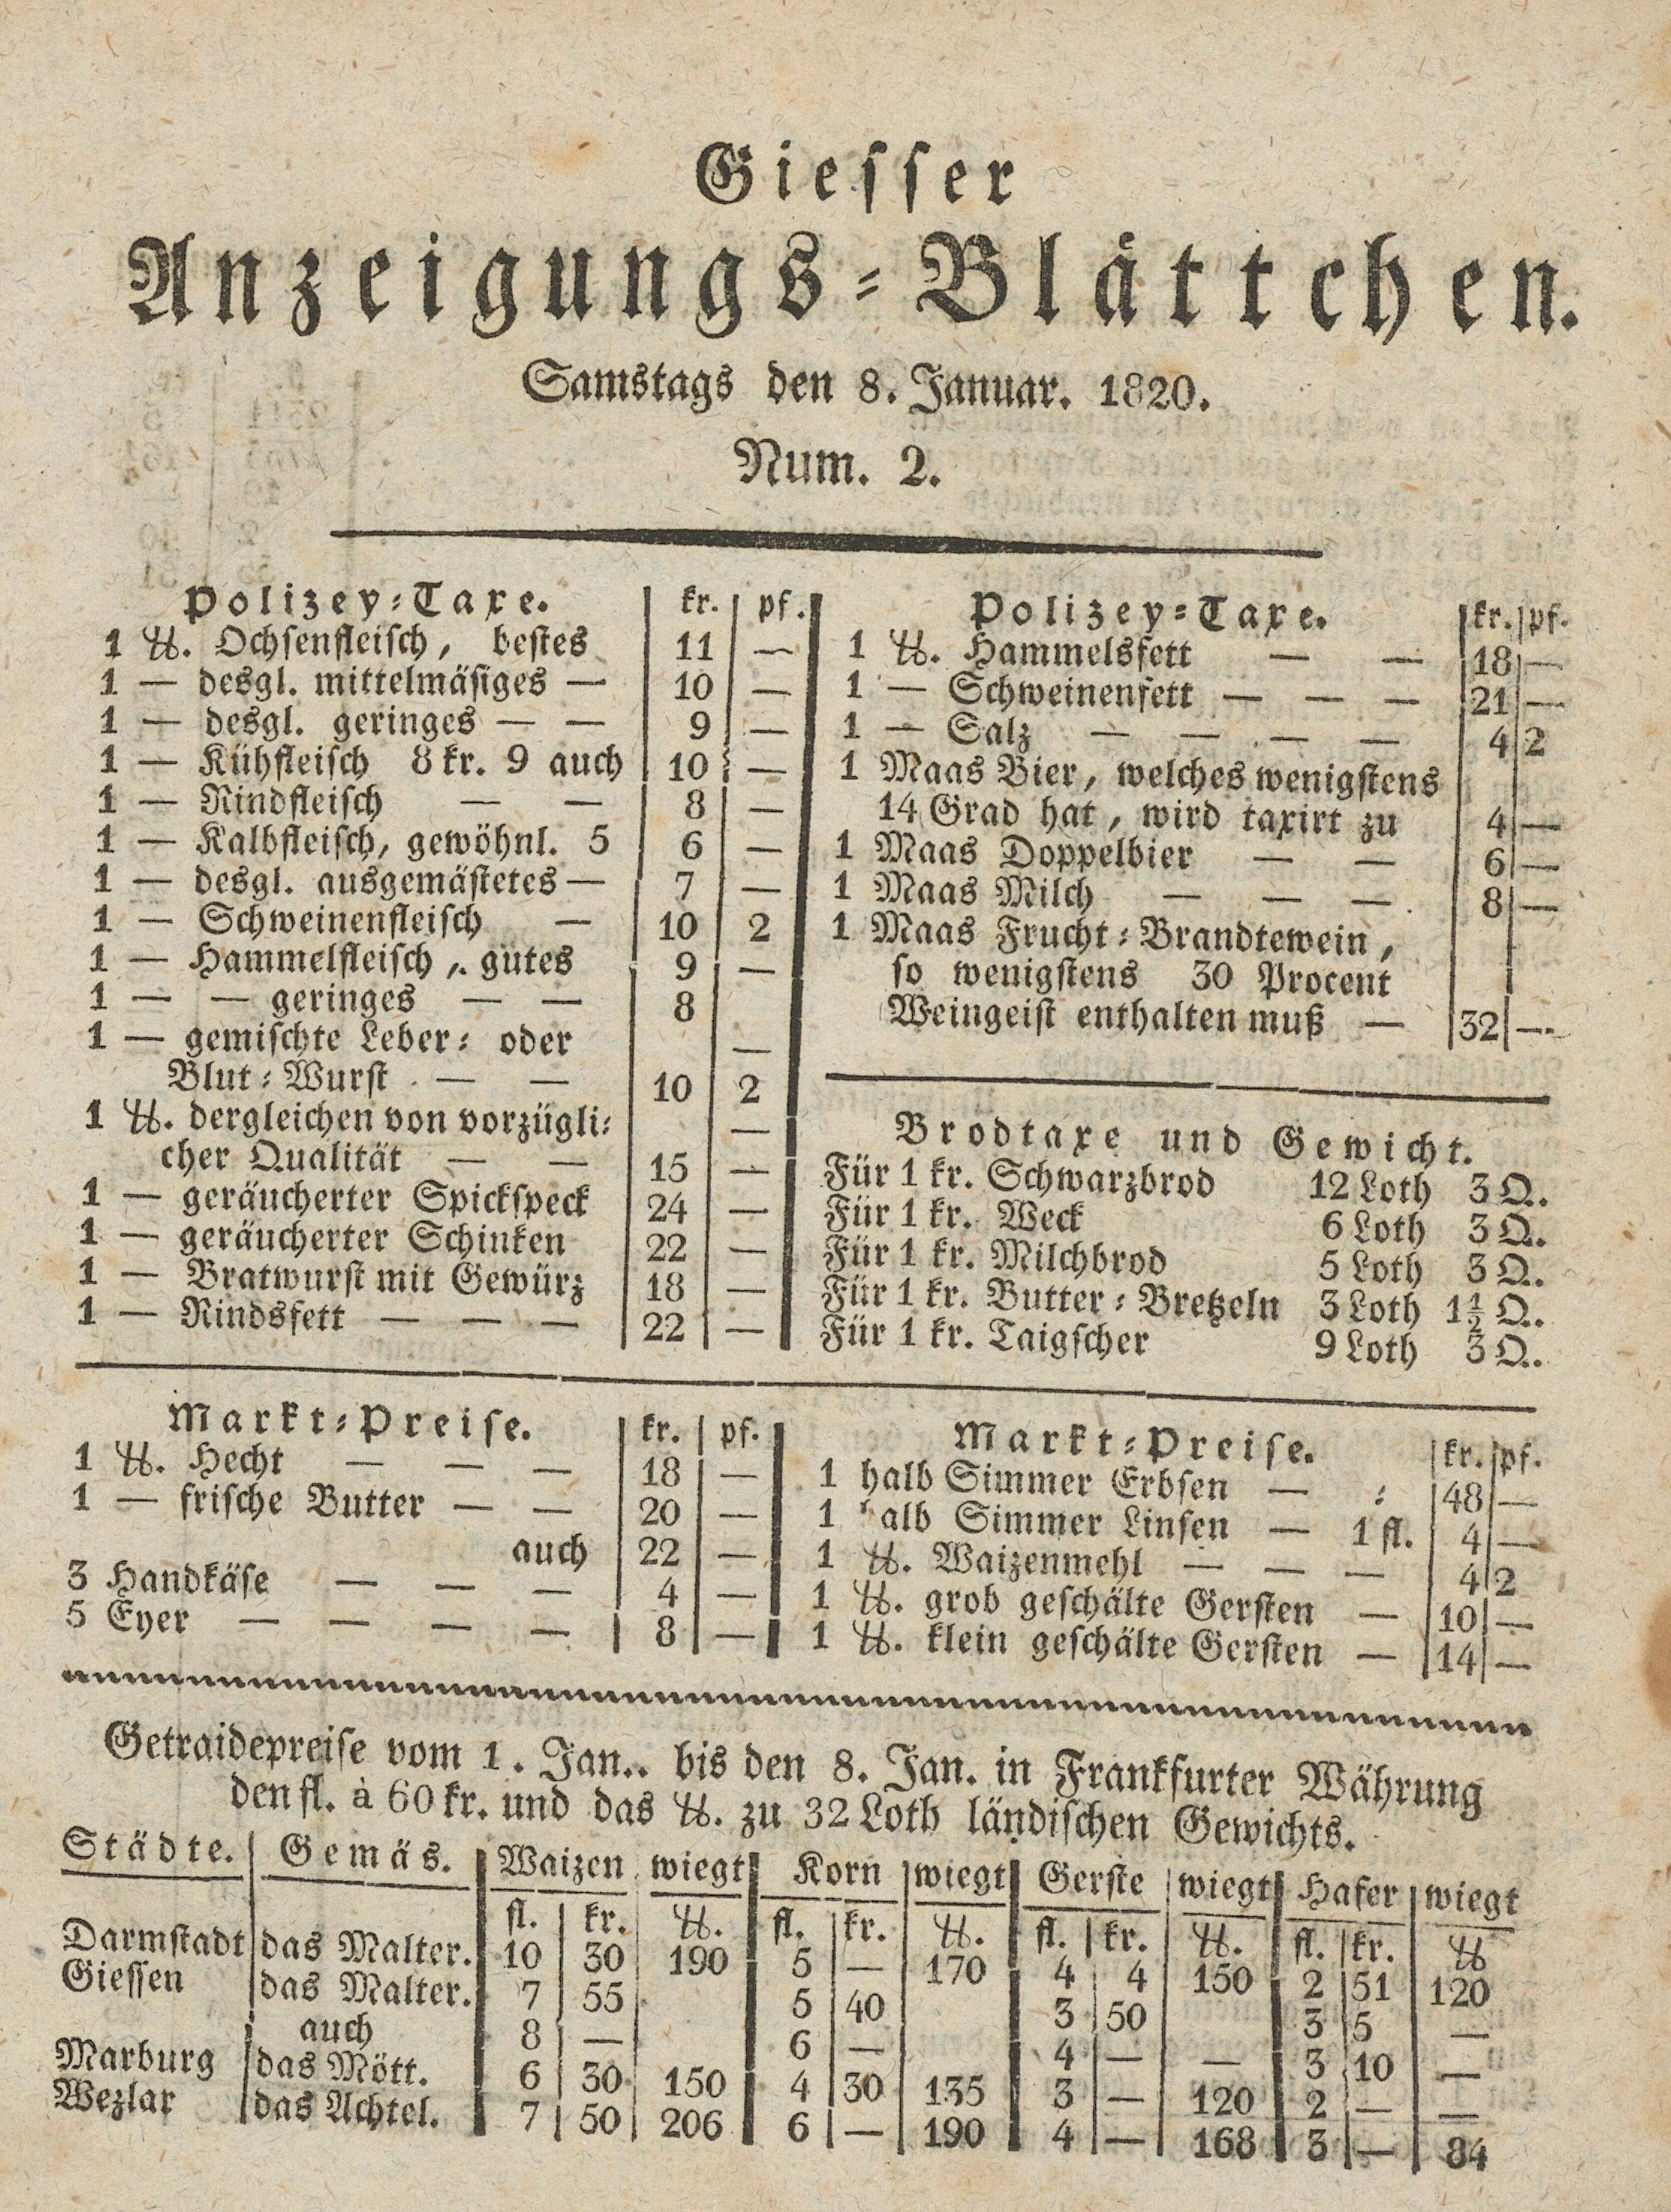 Giesser
Anzeigungs-Blättchen.
Samstags den 8. Januar. 1820.
Num. 2.
Polizey-Taxe. kr. pf.
1 ℔. Ochsenfleisch, bestes 11 —
1 — desgl. mittelmäsiges — 10 —
1 — desgl. geringes — — 9 —
1 — Kühfleisch 8 kr. 9 auch 10 —
1 — Rindfleisch — — 8 —
1 — Kalbfleisch, gewöhnl. 5 6 —
1 — desgl. ausgemästetes — 7 —
1 — Schweinenfleisch — 10 2
1 — Hammelfleisch, gutes 9 —
1 — — geringes — — 8
1 — gemischte Leber- oder —
Blut-Wurst — — 10 2
1 ℔. dergleichen von vorzügli- —
cher Qualität — — 15 —
1 — geräucherter Spickspeck 24 —
1 — geräucherter Schinken 22 —
1 — Bratwurst mit Gewürz 18 —
1 — Rindsfett — — — 22 —
Polizey-Taxe. kr. pf.
1 ℔. Hammelsfett — — 18 —
1 — Schweinenfett — — — 21 —
1 — Salz — — — — 4 2
1 Maas Bier, welches wenigstens
14 Grad hat, wird taxirt zu 4 —
1 Maas Doppelbier — — 6 —
1 Maas Milch — — — 8 —
1 Maas Frucht-Brandtewein,
so wenigstens 30 Procent
Weingeist enthalten muß — 32 —
Brodtaxe und Gewicht.
Für 1 kr. Schwarzbrod 12 Loth 3 Q.
Für 1 kr. Weck 6 Loth 3 Q.
Für 1 kr. Milchbrod 5 Loth 3 Q.
Für 1 kr. Butter-Bretzeln 3 Loth 1½ Q.
Für 1 kr. Taigscher 9 Loth 3 Q.
Markt-Preise. kr. pf.
1 ℔. Hecht — — — 18 —
1 — frische Butter — — 20 —
auch 22 —
3 Handkäse — — — 4 —
5 Eyer — — — — 8 —
Markt-Preise. kr. pf.
1 halb Simmer Erbsen — - 48 —
1 halb Simmer Linsen — 1 fl. 4 —
1 ℔. Waizenmehl — — — 4 2
1 ℔. grob geschälte Gersten — 10 —
1 ℔. klein geschälte Gersten — 14 —
Getraidepreise vom 1. Jan.. bis den 8. Jan. in Frankfurter Währung
den fl. à 60 kr. und das ℔. zu 32 Loth ländischen Gewichts.
Städte. Gemäs. Waizen wiegt Korn wiegt Gerste wiegt Hafer wiegt
fl. kr. ℔. fl. kr. ℔. fl. kr. ℔. fl. kr. ℔
Darmstadt das Malter. 10 30 190 5 — 170 4 4 150 2 51 120
Giessen das Malter. 7 55 5 40 3 50 3 5 —
auch 8 — 6 — 4 — — 3 10 —
Marburg das Mött. 6 30 150 4 30 135 3 — 120 2 — —
Wezlar das Achtel. 7 50 206 6 — 190 4 — 168 3 — 84